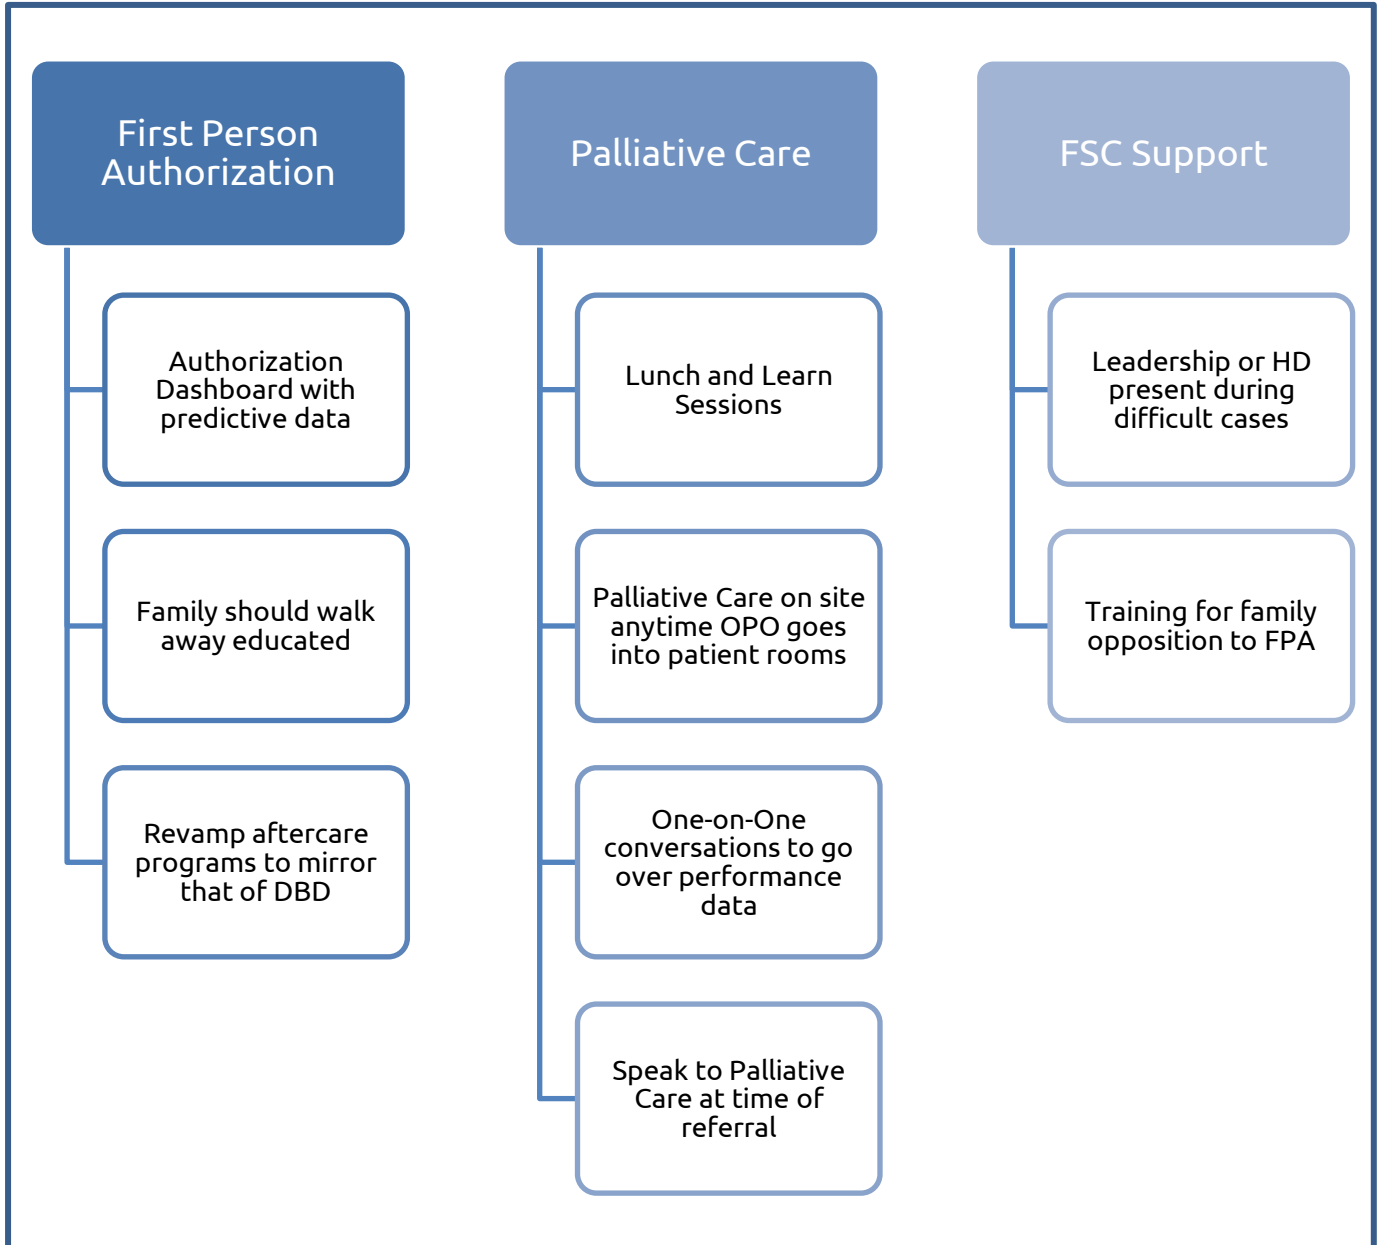 First Person
Authorization
Authorization
Dashboard with
predictive data
Family should walk
away educated
Revamp aftercare
programs to mirror
that of DBD
Palliative Care
Lunch and Learn
Sessions
Palliative Care on site
anytime OPO goes
into patient rooms
One-on-One
conversations to go
over performance
data
Speak to Palliative
Care at time of
referral
FSC Support
Leadership or HD
present during
difficult cases
Training for family
opposition to FPA